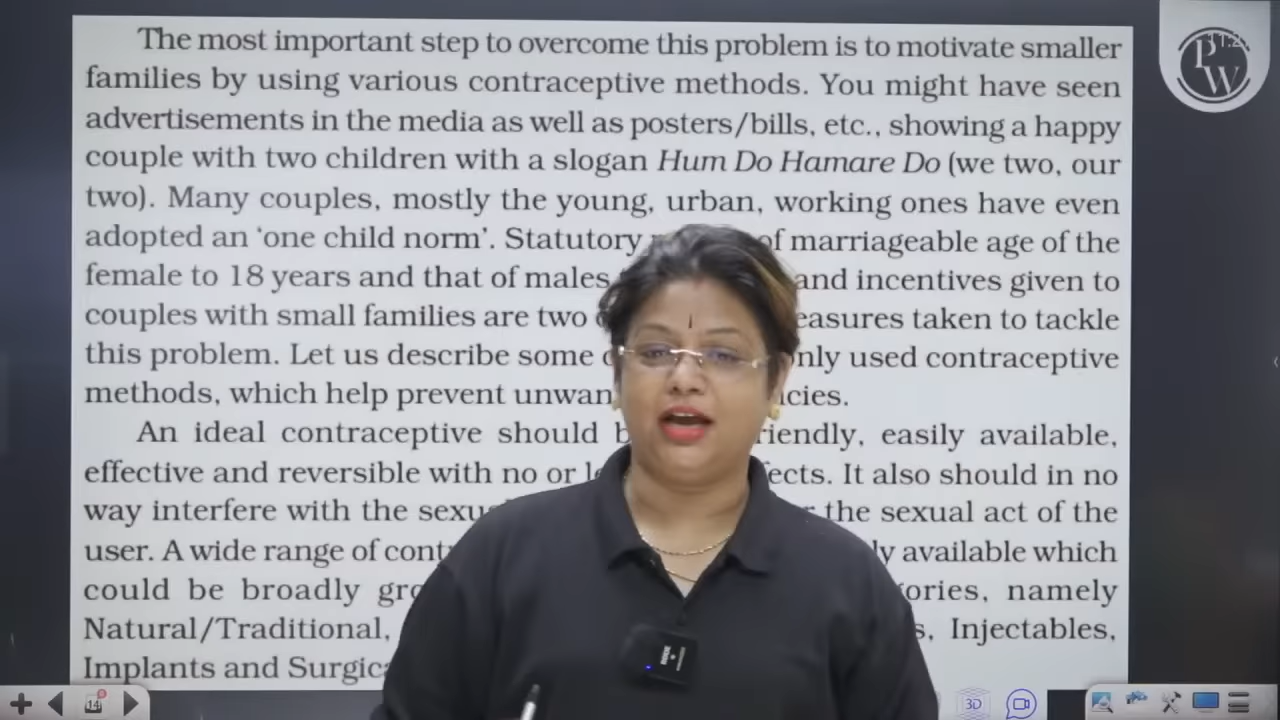 The most important step to overcome this problem is to motivate smaller
families by using various contraceptive methods. You might have seen
advertisements in the media as well as posters/bills, etc., showing a happy
couple with two children with a slogan Hum Do Hamare Do (we two, our
two). Many couples, mostly the young, urban, working ones have even
adopted an ‘one child norm’. Statutory of marriageable age of the
female to 18 years and that of males and incentives given to
couples with small families are two easures taken to tackle
this problem. Let us describe some nly used contraceptive
methods, which help prevent unwan cies.
An ideal contraceptive should b riendly, easily available,
effective and reversible with no or le ects. It also should in no
way interfere with the sexu the sexual act of the
user. A wide range of cont ly available which
could be broadly gro ories, namely
Natural/Traditional, s, Injectables,
Implants and Surgica
PW
14
3D
RODE